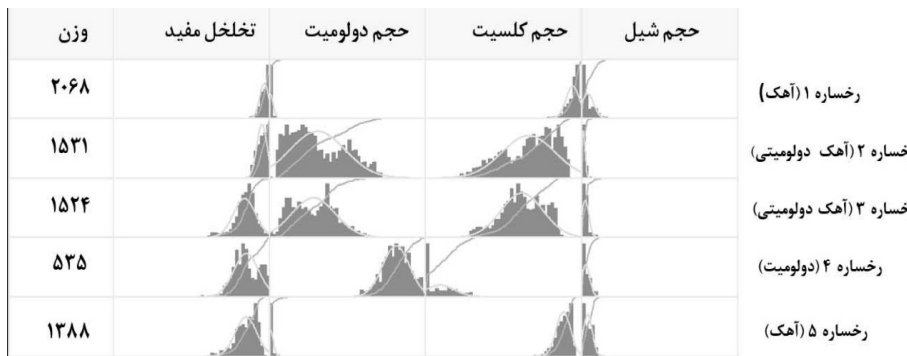 حجم شیل حجم کلسیت حجم دولومیت تخلخل مفید وزن
رخساره ۱ (آهک) ۲۰۶۸
خساره ۲ (آهک دولومیتی) ۱۵۳۱
خساره ۳ (آهک دولومیتی) ۱۵۲۴
رخساره ۴ (دولومیت) ۵۳۵
رخساره ۵ (آهک) ۱۳۸۸